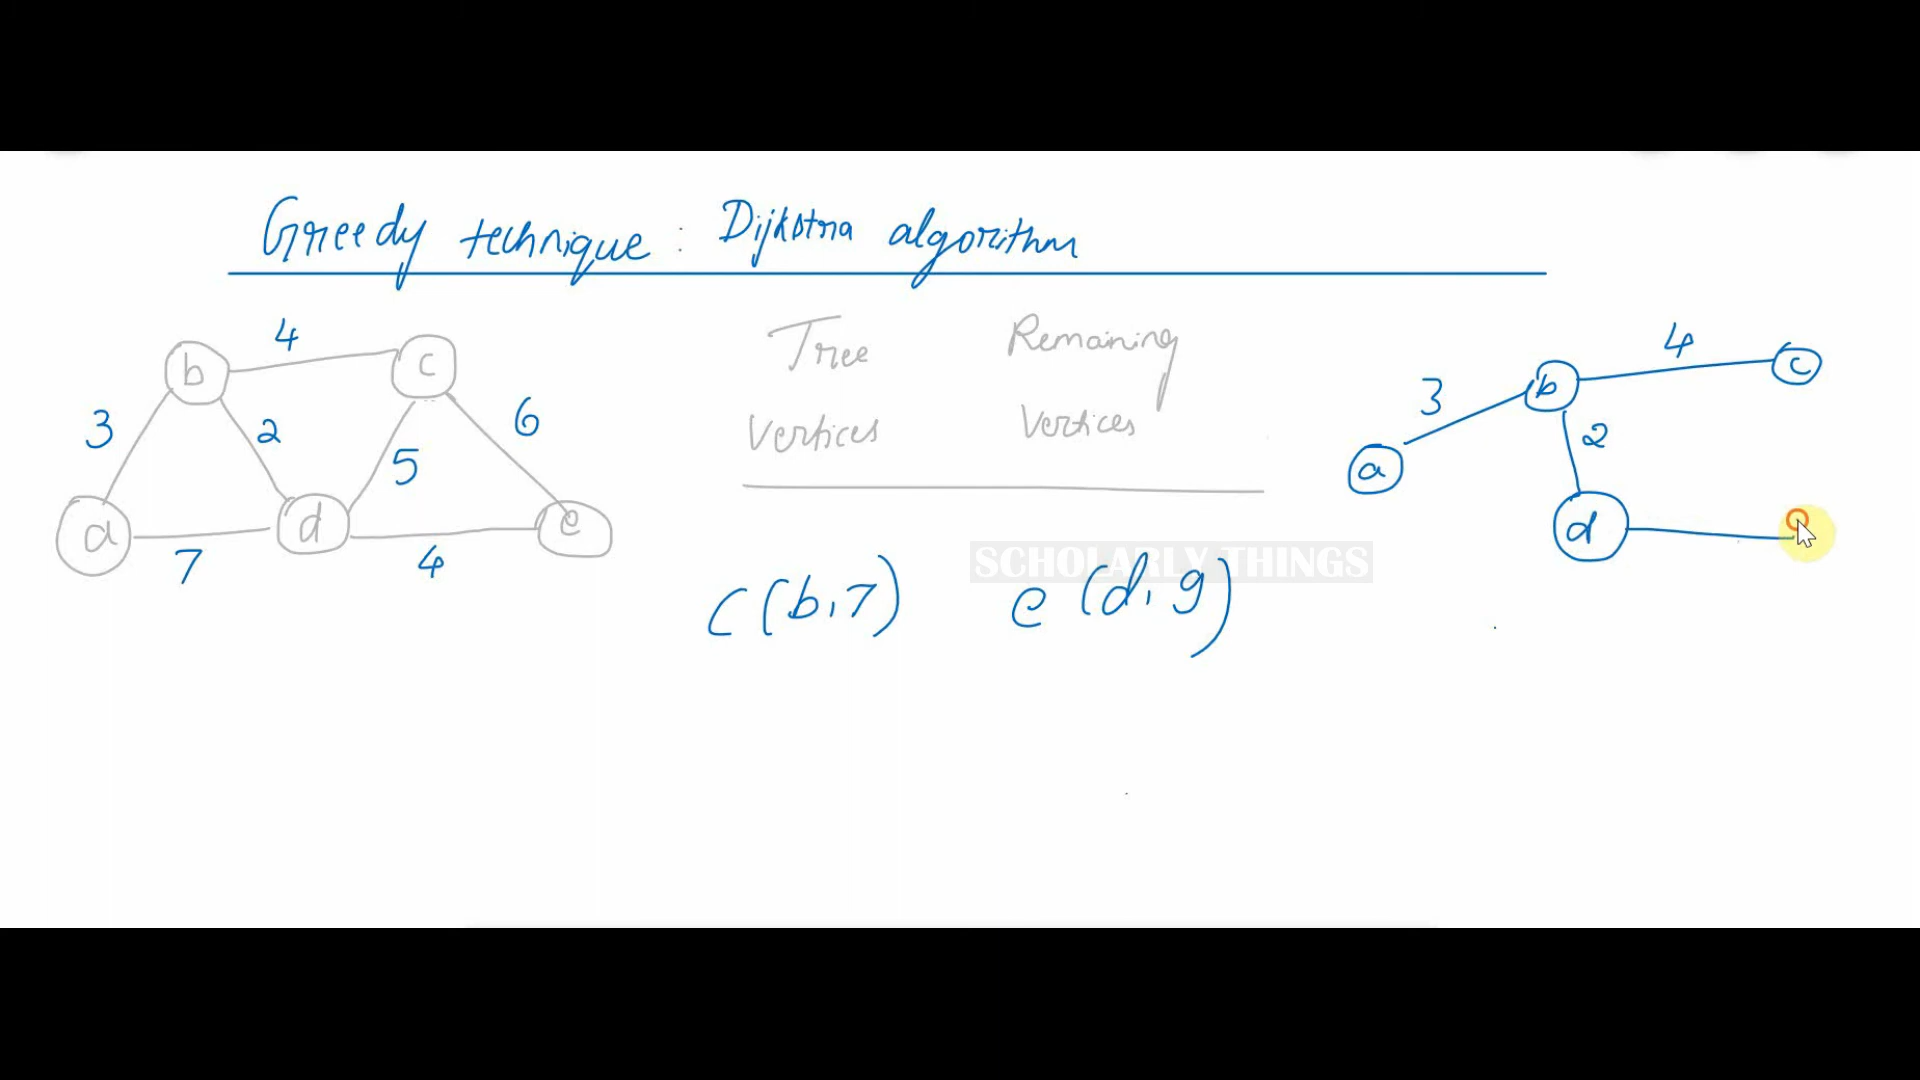 Greedy technique : Dijkstra algorithm
4
b
c
3
2
5
6
a
d
e
7
4
Tree Remaining
Vertices Vertices
SCHOLARLY THINGS
c(b,7) e(d,9)
4
3
b
c
2
a
d